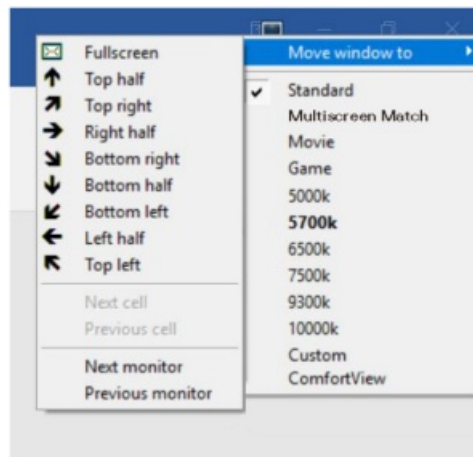 Move window to
Fullscreen
Top half
Top right
Right half
Bottom right
Bottom half
Bottom left
Left half
Top left
Next cell
Previous cell
Next monitor
Previous monitor
Standard
Multiscreen Match
Movie
Game
5000k
5700k
6500k
7500k
9300k
10000k
Custom
ComfortView